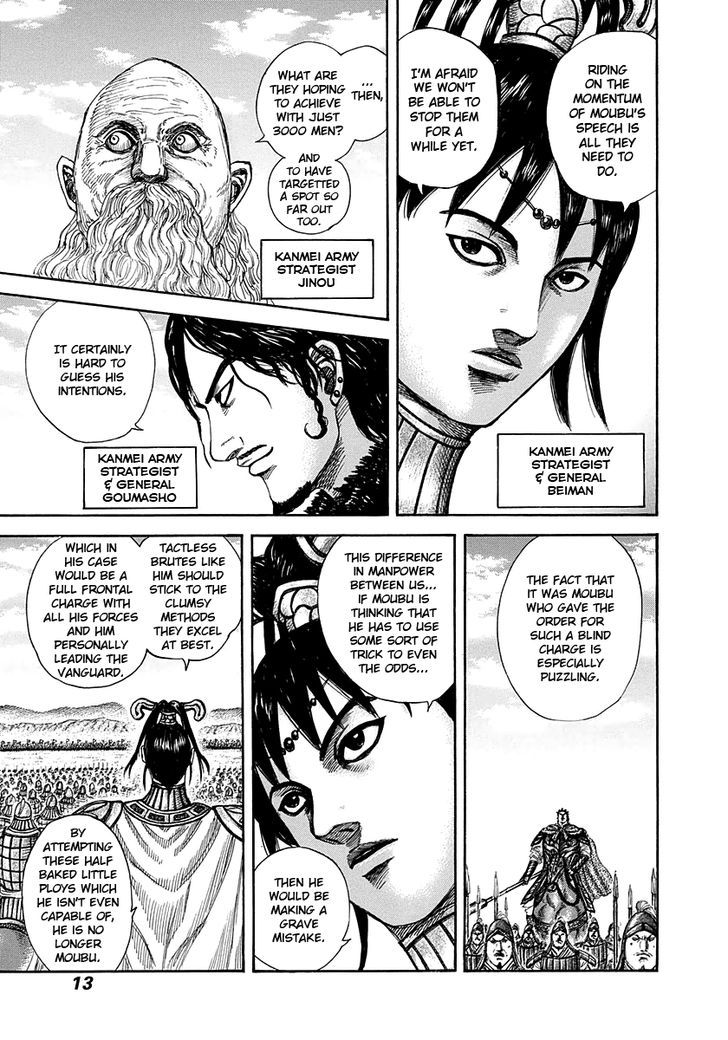 RIDING
ON THE
MOMENTUM
OF MOUBU'S
SPEECH IS
ALL THEY
NEED TO
DO.
I'M AFRAID
WE WON'T
BE ABLE TO
STOP THEM
FOR A
WHILE YET.
KANMEI ARMY
STRATEGIST
& GENERAL
BEIMAN
... THEN,
WHAT ARE
THEY HOPING
TO ACHIEVE
WITH JUST
3000 MEN?
AND
TO HAVE
TARGETTED
A SPOT SO
FAR OUT
TOO.
KANMEI ARMY
STRATEGIST
JINOU
IT CERTAINLY
IS HARD TO
GUESS HIS
INTENTIONS.
KANMEI ARMY
STRATEGIST
& GENERAL
GOUMASHO
THE FACT THAT
IT WAS MOUBU
WHO GAVE THE
ORDER FOR
SUCH A BLIND
CHARGE IS
ESPECIALLY
PUZZLING.
THIS DIFFERENCE
IN MANPOWER
BETWEEN US...
IF MOUBU IS
THINKING THAT
HE HAS TO USE
SOME SORT OF
TRICK TO EVEN
THE ODDS...
THEN HE
WOULD BE
MAKING A
GRAVE
MISTAKE.
TACTLESS
BRUTES LIKE
HIM SHOULD
STICK TO THE
CLUMSY
METHODS
THEY EXCEL
AT BEST.
WHICH IN
HIS CASE
WOULD BE A
FULL FRONTAL
CHARGE WITH
ALL HIS FORCES
AND HIM
PERSONALLY
LEADING THE
VANGUARD.
BY
ATTEMPTING
THESE HALF
BAKED LITTLE
PLOYS WHICH
HE ISN'T EVEN
CAPABLE OF,
HE IS NO
LONGER
MOUBU.
13